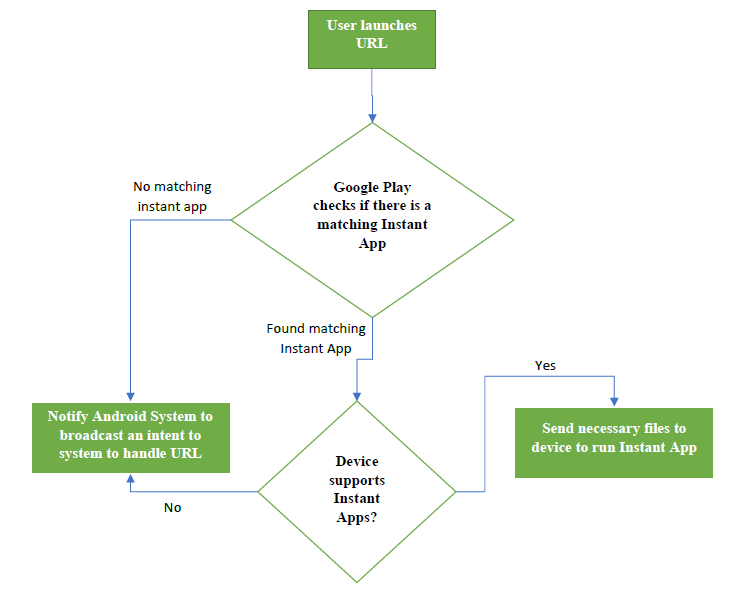 User launches
URL
Google Play
checks if there is a
matching Instant
App
No matching
instant app
Found matching
Instant App
Yes
Notify Android System to
broadcast an intent to
system to handle URL
Send necessary files to
device to run Instant App
Device
supports
Instant
Apps?
No